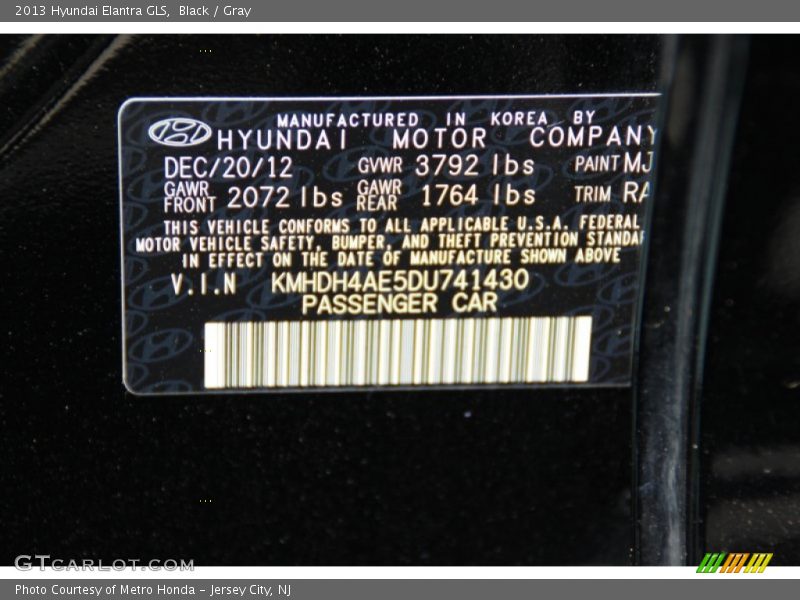 2013 Hyundai Elantra GLS, Black / Gray
MANUFACTURED IN KOREA BY
HYUNDAI MOTOR COMPANY
DEC/20/12 GVWR 3792 lbs PAINT MJ
GAWR FRONT 2072 lbs GAWR REAR 1764 lbs TRIM RA
THIS VEHICLE CONFORMS TO ALL APPLICABLE U.S.A. FEDERAL
MOTOR VEHICLE SAFETY, BUMPER, AND THEFT PREVENTION STANDAR
IN EFFECT ON THE DATE OF MANUFACTURE SHOWN ABOVE
V.I.N KMHDH4AE5DU741430
PASSENGER CAR
GTCARLOT.COM
Photo Courtesy of Metro Honda – Jersey City, NJ